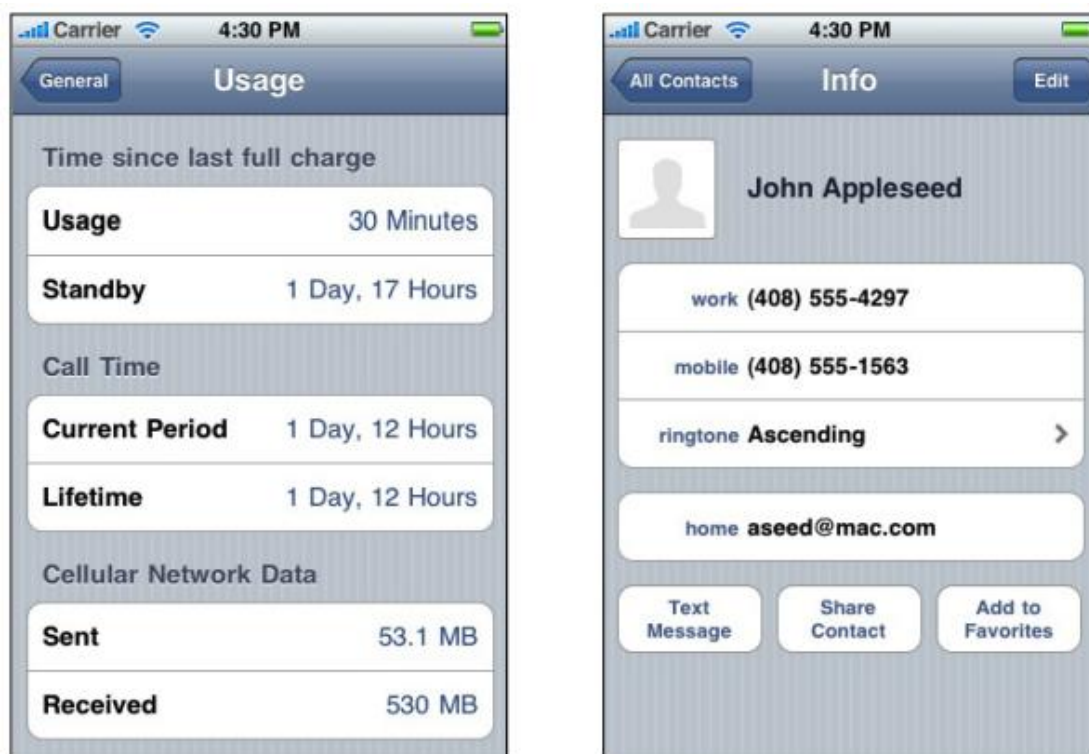 Carrier 4:30 PM
General Usage
Time since last full charge
Usage 30 Minutes
Standby 1 Day, 17 Hours
Call Time
Current Period 1 Day, 12 Hours
Lifetime 1 Day, 12 Hours
Cellular Network Data
Sent 53.1 MB
Received 530 MB
Carrier 4:30 PM
All Contacts Info Edit
John Appleseed
work (408) 555-4297
mobile (408) 555-1563
ringtone Ascending
home aseed@mac.com
Text Message
Share Contact
Add to Favorites